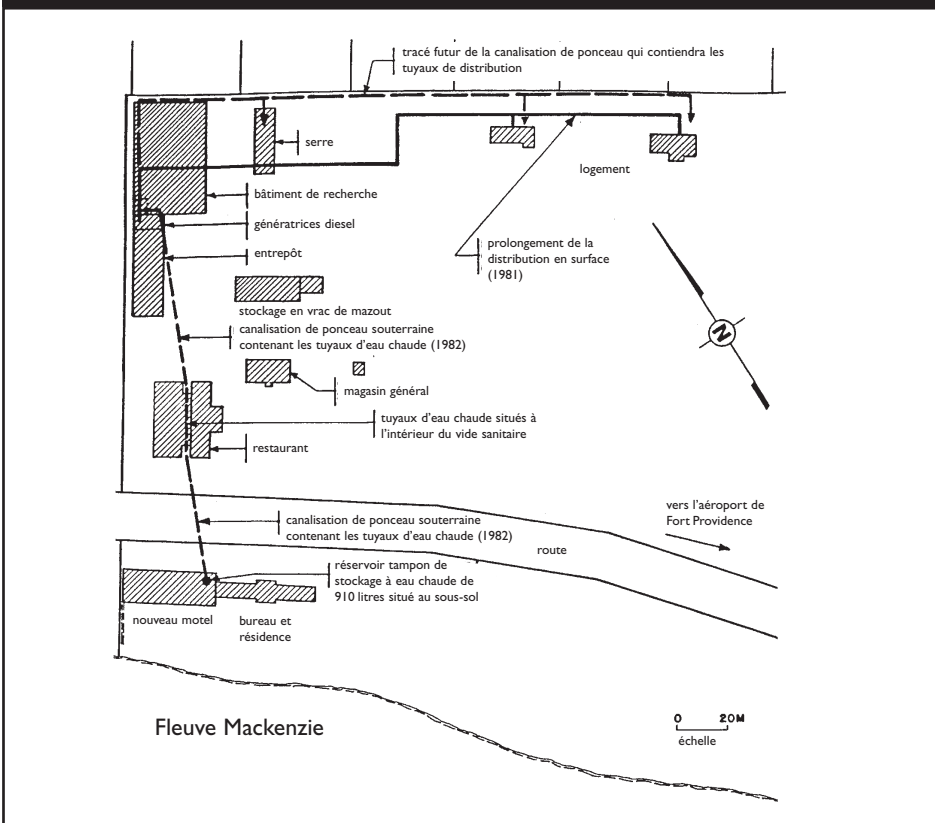 tracé futur de la canalisation de ponceau qui contiendra les
tuyaux de distribution
serre
logement
bâtiment de recherche
génératrices diesel
prolongement de la
distribution en surface
(1981)
entrepôt
stockage en vrac de mazout
canalisation de ponceau souterraine
contenant les tuyaux d'eau chaude (1982)
N
magasin général
tuyaux d'eau chaude situés à
l'intérieur du vide sanitaire
restaurant
vers l'aéroport de
Fort Providence
canalisation de ponceau souterraine
contenant les tuyaux d'eau chaude (1982)
route
réservoir tampon de
stockage à eau chaude de
910 litres situé au sous-sol
nouveau motel
bureau et
résidence
Fleuve Mackenzie
0 20M
échelle